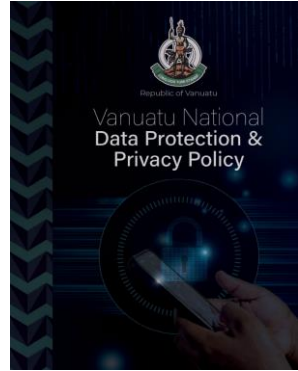 Republic of Vanuatu
Vanuatu National
Data Protection &
Privacy Policy